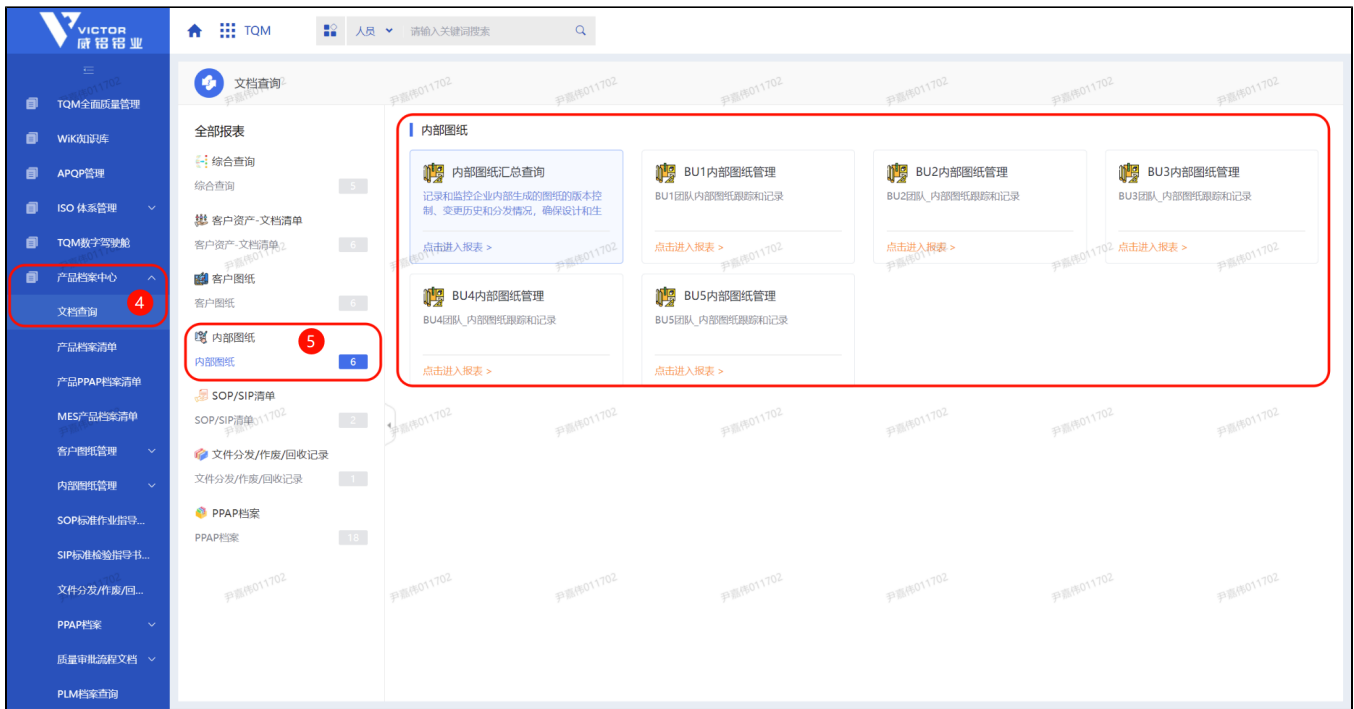 VICTOR
威铝铝业
TQM
人员
请输入关键词搜索
TQM全面质量管理
WiKi知识库
APQP管理
ISO 体系管理
TQM数字驾驶舱
产品档案中心
4
文档查询
产品档案清单
产品PPAP档案清单
MES产品档案清单
客户图纸管理
内部图纸管理
SOP标准作业指导...
SIP标准检验指导书...
文件分发/作废/回...
PPAP档案
质量审批流程文档
PLM档案查询
文档查询
全部报表
综合查询
综合查询 5
客户资产-文档清单
客户资产-文档清单 6
客户图纸
客户图纸 6
内部图纸
5
内部图纸 6
SOP/SIP清单
SOP/SIP清单 2
文件分发/作废/回收记录
文件分发/作废/回收记录 1
PPAP档案
PPAP档案 18
内部图纸
内部图纸汇总查询
记录和监控企业内部生成的图纸的版本控
制、变更历史和分发情况，确保设计和生
点击进入报表 >
BU1内部图纸管理
BU1团队内部图纸跟踪和记录
点击进入报表 >
BU2内部图纸管理
BU2团队_内部图纸跟踪和记录
点击进入报表 >
BU3内部图纸管理
BU3团队_内部图纸跟踪和记录
点击进入报表 >
BU4内部图纸管理
BU4团队_内部图纸跟踪和记录
点击进入报表 >
BU5内部图纸管理
BU5团队_内部图纸跟踪和记录
点击进入报表 >
尹嘉伟011702